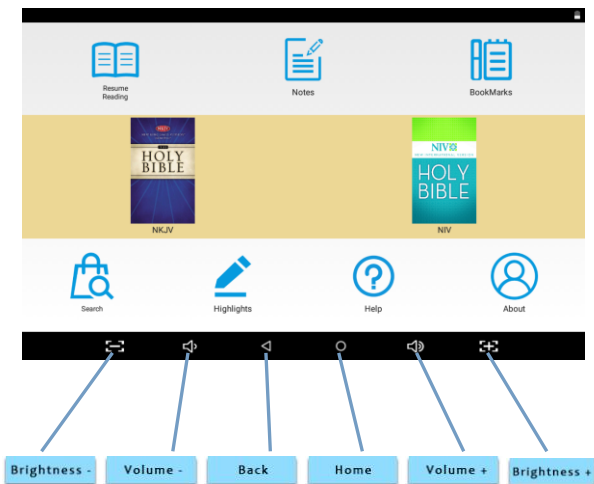 Resume
Reading
Notes
BookMarks
HOLY
BIBLE
NIV
HOLY
BIBLE
NKJV
NIV
Search
Highlights
Help
About
Brightness -
Volume -
Back
Home
Volume +
Brightness +